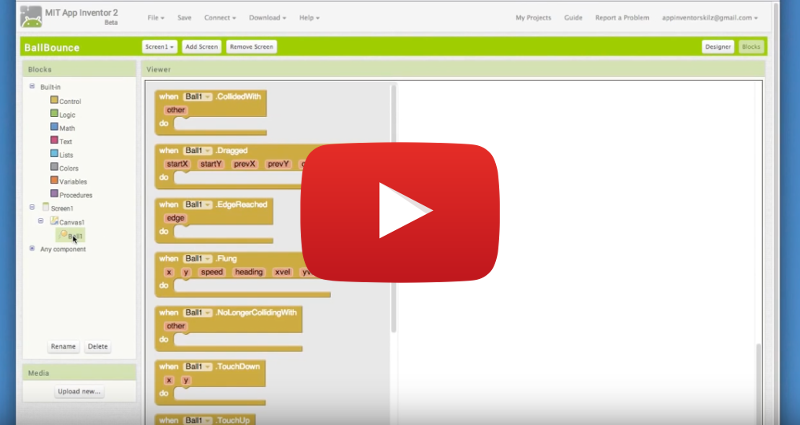 MIT App Inventor 2
Beta
File Save Connect Download Help
My Projects Guide Report a Problem appinventorskilz@gmail.com
BallBounce
Screen1 Add Screen Remove Screen
Designer Blocks
Blocks
Viewer
Built-in
Control
Logic
Math
Text
Lists
Colors
Variables
Procedures
Screen1
Canvas1
Ball1
Any component
Rename Delete
Media
Upload new...
when Ball1 .CollidedWith
other
do
when Ball1 .Dragged
startX startY prevX prevY
do
when Ball1 .EdgeReached
edge
do
when Ball1 .Flung
x y speed heading xvel
do
when Ball1 .NoLongerCollidingWith
other
do
when Ball1 .TouchDown
x y
do
when Ball1 .TouchUp